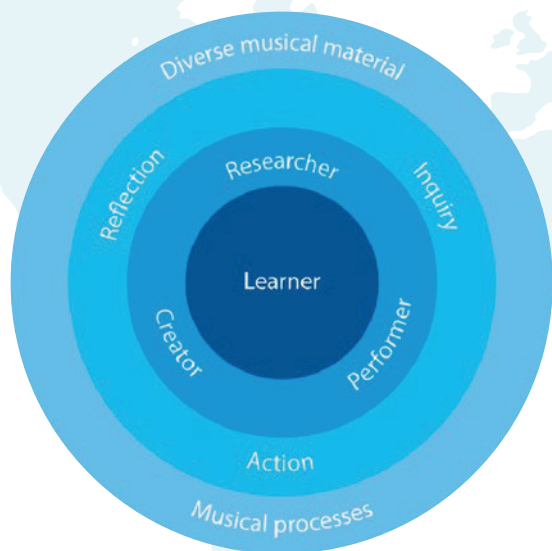 Diverse musical material
Reflection
Inquiry
Researcher
Learner
Creator
Performer
Action
Musical processes